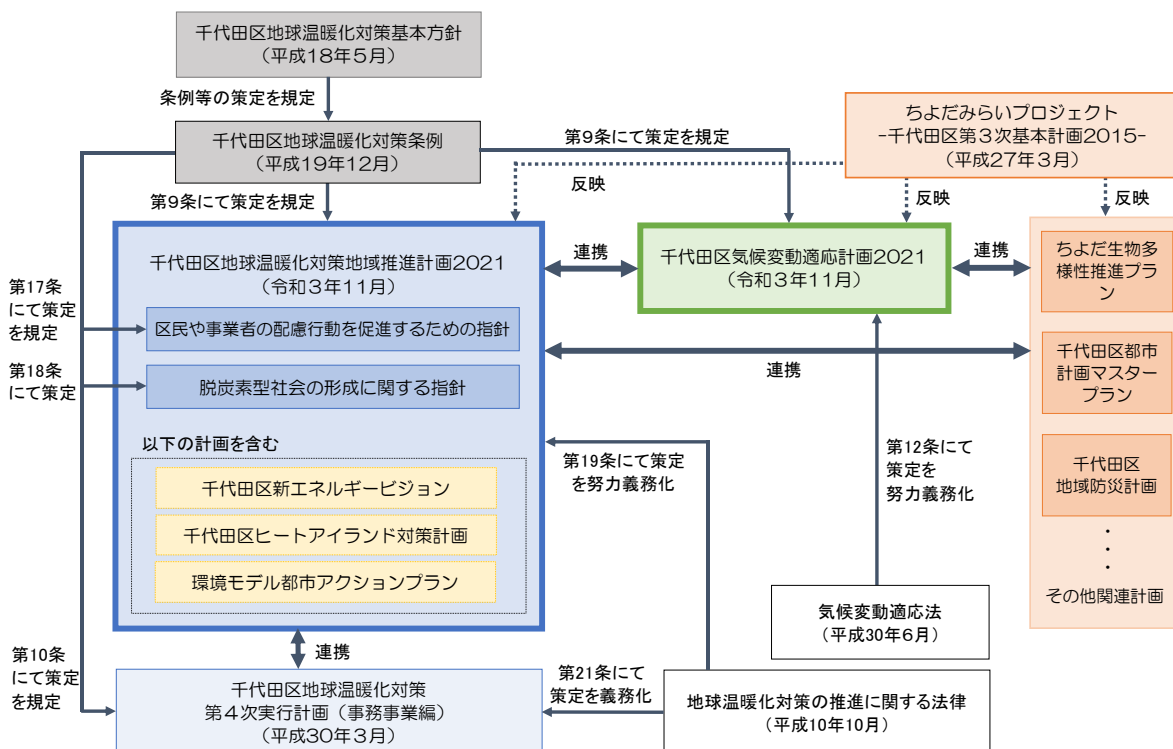 千代田区地球温暖化対策基本方針
（平成18年5月）
条例等の策定を規定
千代田区地球温暖化対策条例
（平成19年12月）
第9条にて策定を規定
ちよだみらいプロジェクト
-千代田区第3次基本計画2015-
（平成27年3月）
第9条にて策定を規定
反映
反映
反映
千代田区地球温暖化対策地域推進計画2021
（令和3年11月）
連携
千代田区気候変動適応計画2021
（令和3年11月）
連携
ちよだ生物多
様性推進プラ
ン
第17条
にて策定
を規定
区民や事業者の配慮行動を促進するための指針
連携
千代田区都市
計画マスター
プラン
第18条
にて策定
脱炭素型社会の形成に関する指針
以下の計画を含む
千代田区新エネルギービジョン
千代田区ヒートアイランド対策計画
環境モデル都市アクションプラン
第19条にて策定
を努力義務化
第12条にて
策定を
努力義務化
千代田区
地域防災計画
・
・
・
その他関連計画
気候変動適応法
（平成30年6月）
第10条
にて策定
を規定
連携
千代田区地球温暖化対策
第4次実行計画（事務事業編）
（平成30年3月）
第21条にて
策定を義務化
地球温暖化対策の推進に関する法律
（平成10年10月）